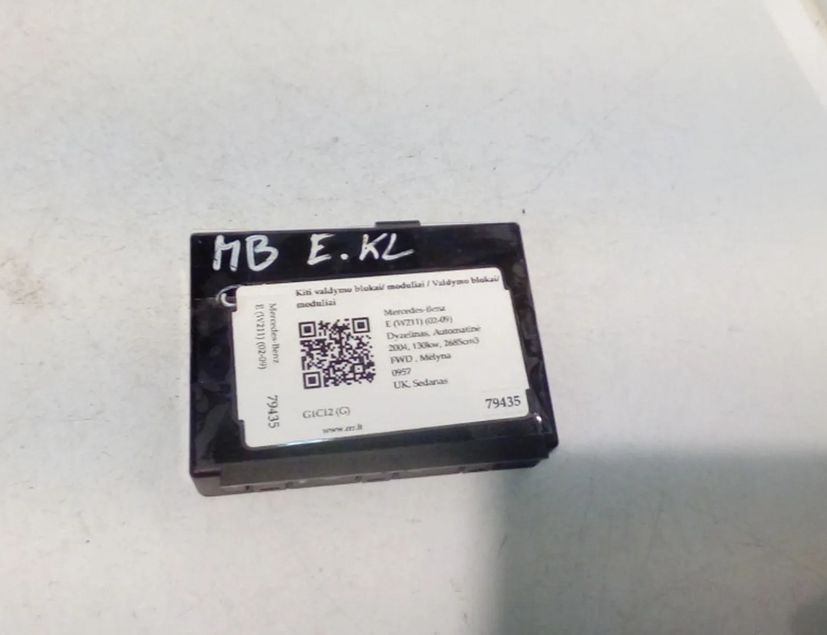 MB E.KL
Kiti valdymo blokai/ moduliai / Valdymo blokai/
moduliai
Mercedes-Benz
E (W211) (02-09)
Dyzelinas, Automatinė
2004, 130kw, 2685cm3
FWD , Mėlyna
0957
UK, Sedanas
79435
G1C12 (G)
www.rrr.lt
Mercedes-Benz
E (W211) (02-09)
79435